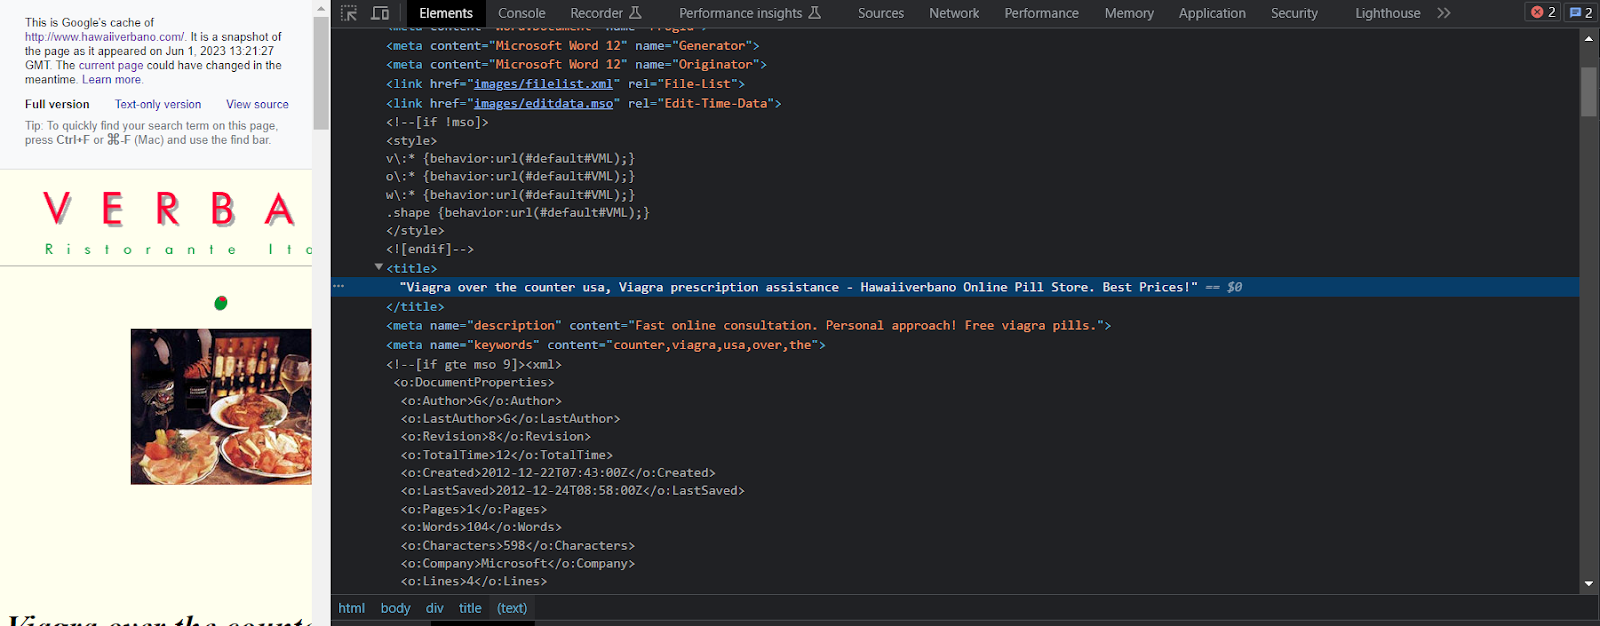 This is Google's cache of
http://www.hawaiiverbano.com/. It is a snapshot
of the page as it appeared on Jun 1, 2023 13:21:27
GMT. The current page could have changed in the
meantime. Learn more.
Full version Text-only version View source
Tip: To quickly find your search term on this page,
press Ctrl+F or ⌘-F (Mac) and use the find bar.
VERBA
Ristorante Ita
Viagra over the counte
Elements Console Recorder Performance insights Sources Network Performance Memory Application Security Lighthouse 2 2
<meta content="WordDocument" name="ProgId">
<meta content="Microsoft Word 12" name="Generator">
<meta content="Microsoft Word 12" name="Originator">
<link href="images/filelist.xml" rel="File-List">
<link href="images/editdata.mso" rel="Edit-Time-Data">
<!--[if !mso]>
<style>
v\:* {behavior:url(#default#VML);}
o\:* {behavior:url(#default#VML);}
w\:* {behavior:url(#default#VML);}
.shape {behavior:url(#default#VML);}
</style>
<![endif]-->
<title>
"Viagra over the counter usa, Viagra prescription assistance - Hawaiiverbano Online Pill Store. Best Prices!" == $0
</title>
<meta name="description" content="Fast online consultation. Personal approach! Free viagra pills.">
<meta name="keywords" content="counter,viagra,usa,over,the">
<!--[if gte mso 9]><xml>
<o:DocumentProperties>
<o:Author>G</o:Author>
<o:LastAuthor>G</o:LastAuthor>
<o:Revision>8</o:Revision>
<o:TotalTime>12</o:TotalTime>
<o:Created>2012-12-22T07:43:00Z</o:Created>
<o:LastSaved>2012-12-24T08:58:00Z</o:LastSaved>
<o:Pages>1</o:Pages>
<o:Words>104</o:Words>
<o:Characters>598</o:Characters>
<o:Company>Microsoft</o:Company>
<o:Lines>4</o:Lines>
html body div title (text)